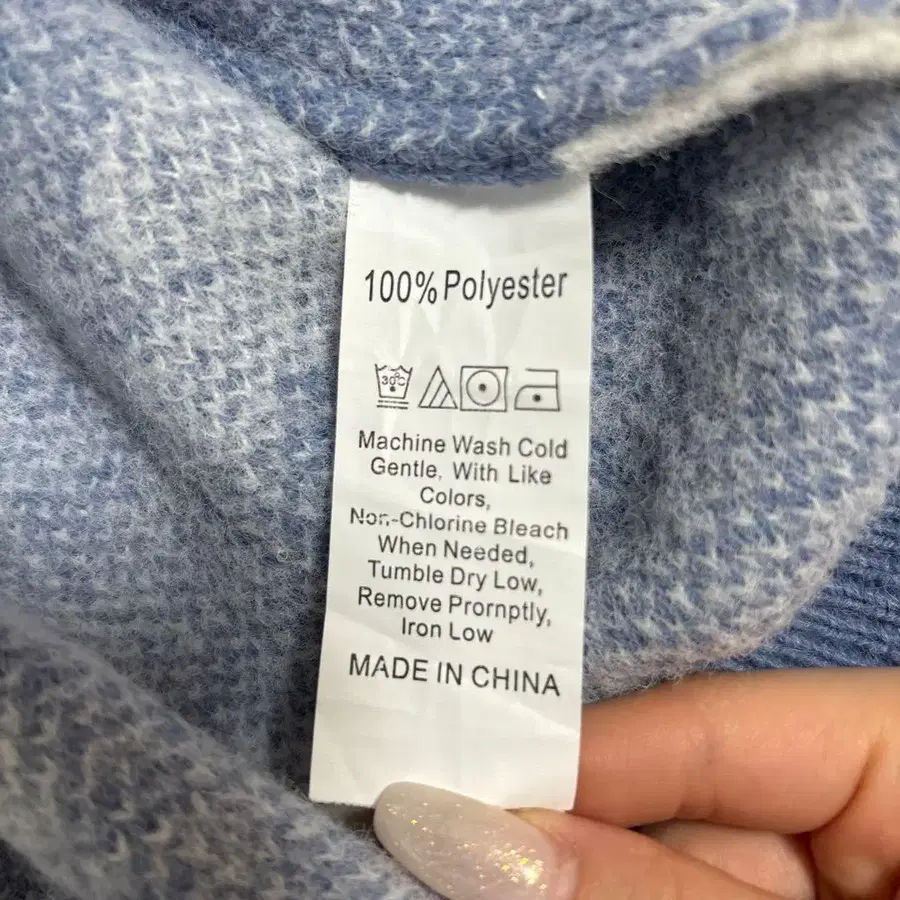 100% Polyester
30°C
Machine Wash Cold
Gentle, With Like
Colors,
Non-Chlorine Bleach
When Needed,
Tumble Dry Low,
Remove Prornptly,
Iron Low
MADE IN CHINA